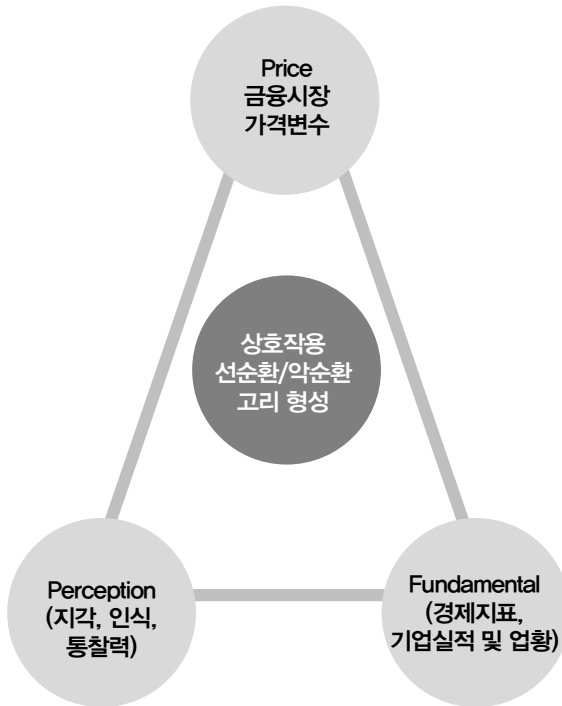 Price
금융시장
가격변수
상호작용
선순환/악순환
고리 형성
Perception
(지각, 인식,
통찰력)
Fundamental
(경제지표,
기업실적 및 업황)